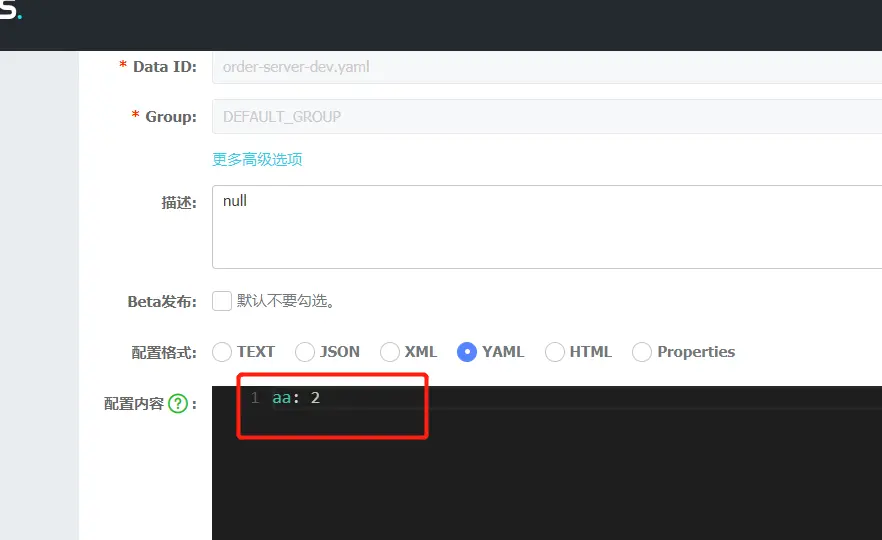 S.
* Data ID: order-server-dev.yaml
* Group: DEFAULT_GROUP
更多高级选项
描述: null
Beta发布: 默认不要勾选。
配置格式: TEXT JSON XML YAML HTML Properties
配置内容 ? : 1 aa: 2